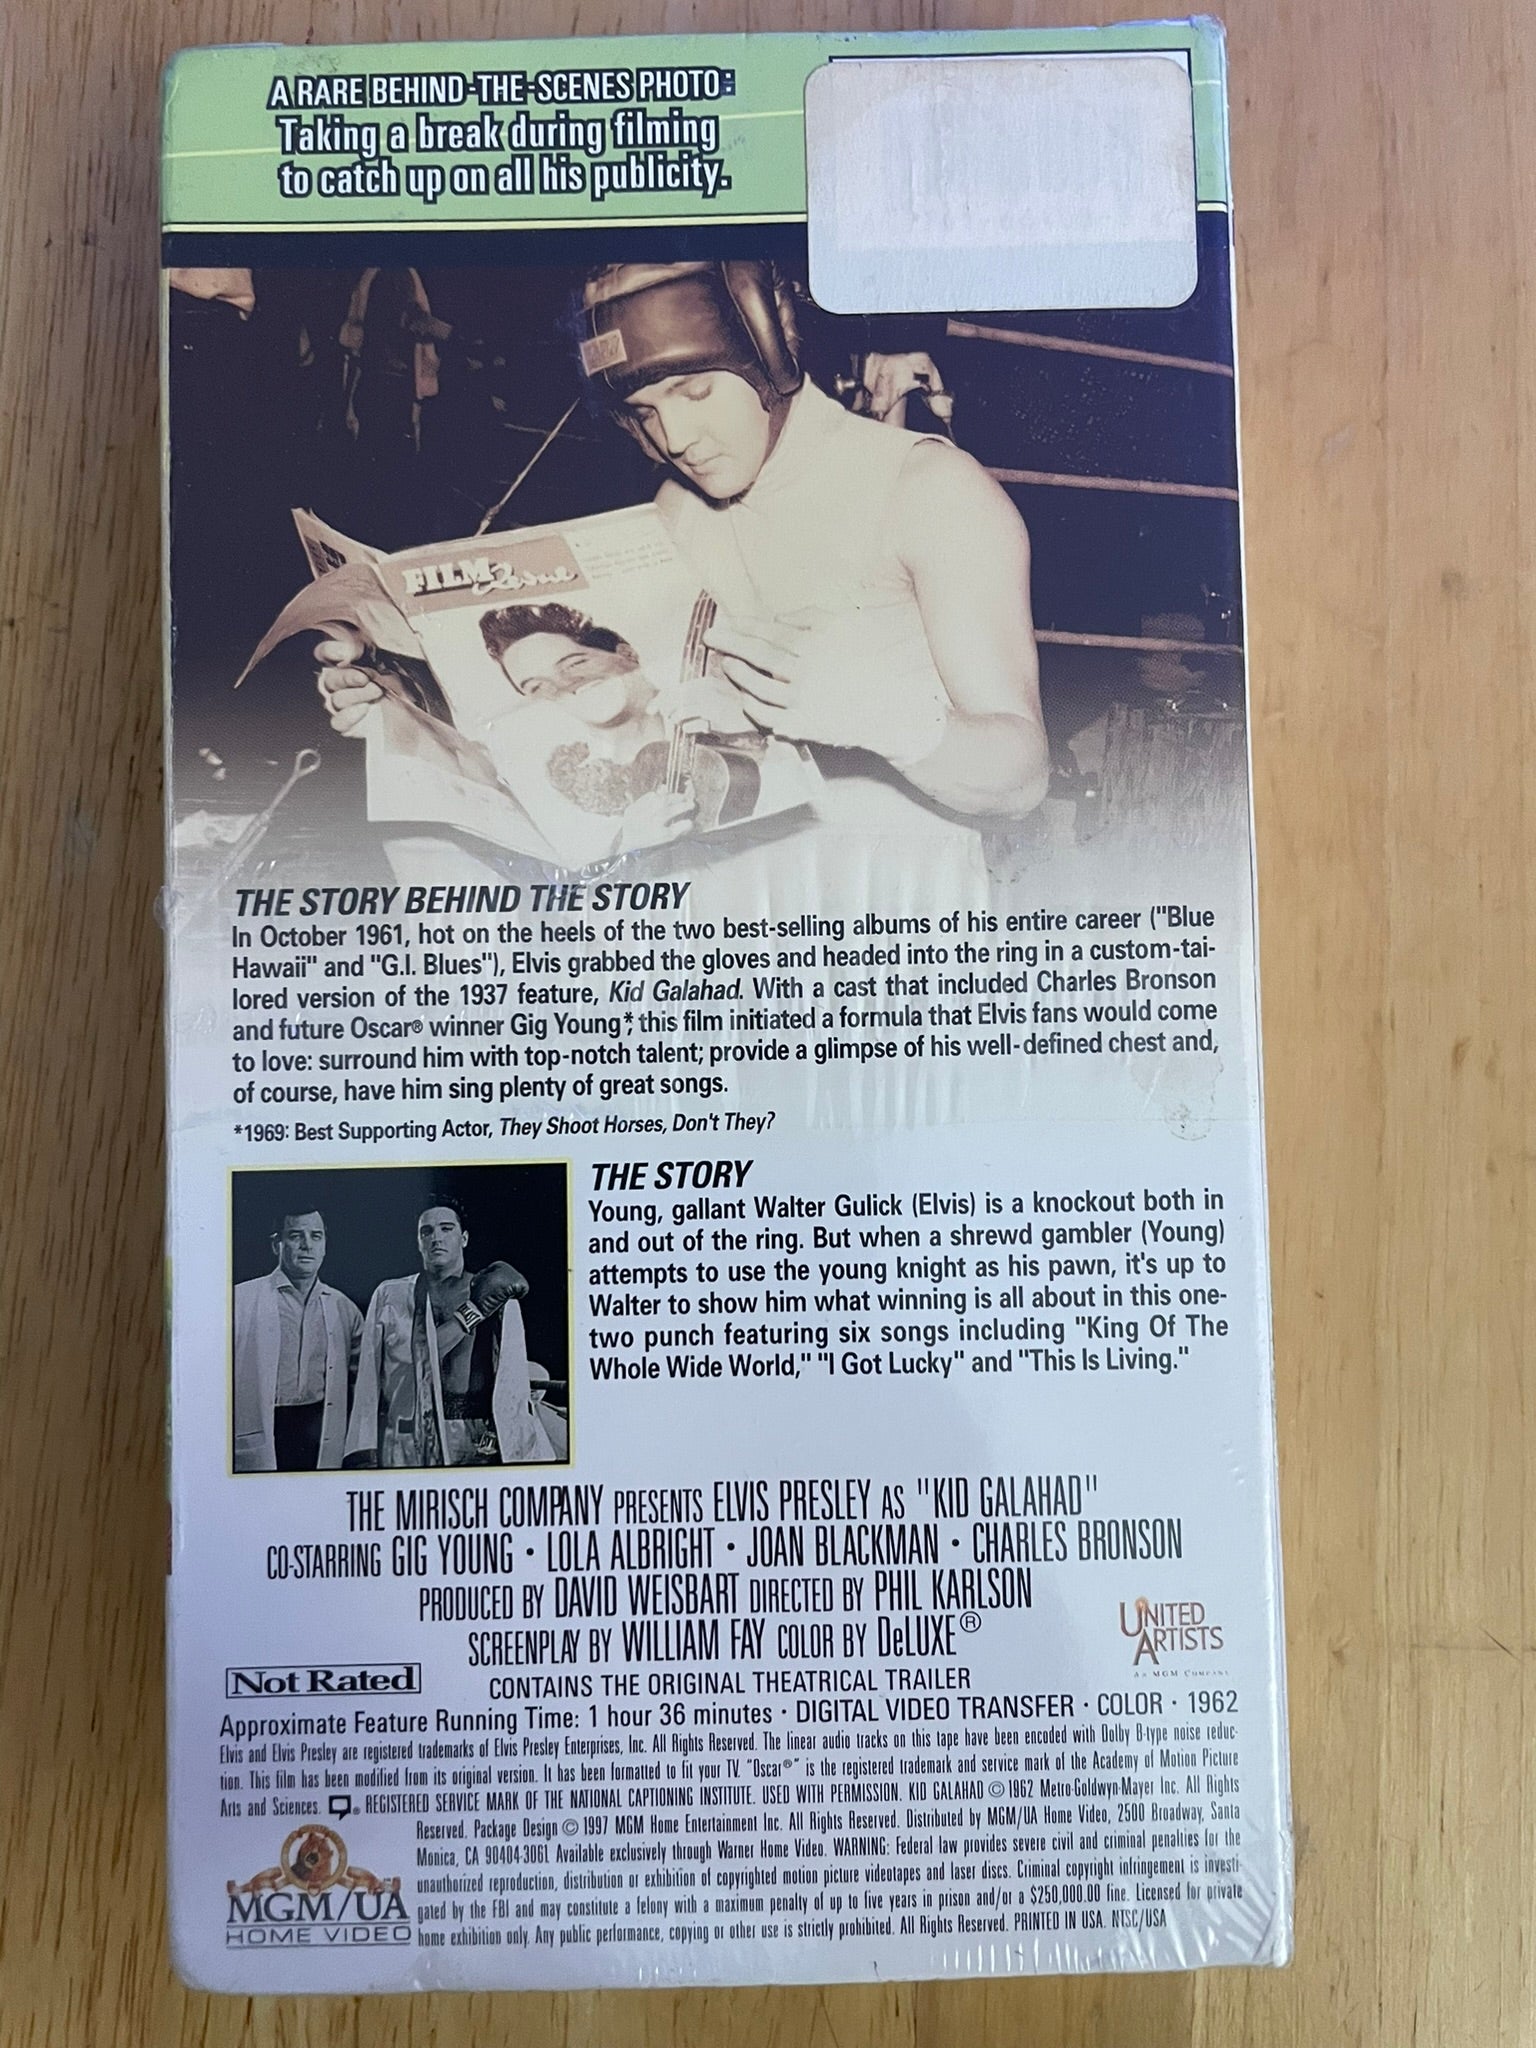 A RARE BEHIND-THE-SCENES PHOTO:
Taking a break during filming
to catch up on all his publicity.
FILM
Revue
THE STORY BEHIND THE STORY
In October 1961, hot on the heels of the two best-selling albums of his entire career ("Blue
Hawaii" and "G.I. Blues"), Elvis grabbed the gloves and headed into the ring in a custom-tai-
lored version of the 1937 feature, Kid Galahad. With a cast that included Charles Bronson
and future Oscar® winner Gig Young*, this film initiated a formula that Elvis fans would come
to love: surround him with top-notch talent; provide a glimpse of his well-defined chest and,
of course, have him sing plenty of great songs.
*1969: Best Supporting Actor, They Shoot Horses, Don't They?
THE STORY
Young, gallant Walter Gulick (Elvis) is a knockout both in
and out of the ring. But when a shrewd gambler (Young)
attempts to use the young knight as his pawn, it's up to
Walter to show him what winning is all about in this one-
two punch featuring six songs including "King Of The
Whole Wide World," "I Got Lucky" and "This Is Living."
THE MIRISCH COMPANY PRESENTS ELVIS PRESLEY AS "KID GALAHAD"
CO-STARRING GIG YOUNG • LOLA ALBRIGHT • JOAN BLACKMAN • CHARLES BRONSON
PRODUCED BY DAVID WEISBART DIRECTED BY PHIL KARLSON
SCREENPLAY BY WILLIAM FAY COLOR BY DeLUXE®
UNITED
ARTISTS
AN MGM COMPANY
Not Rated
CONTAINS THE ORIGINAL THEATRICAL TRAILER
Approximate Feature Running Time: 1 hour 36 minutes · DIGITAL VIDEO TRANSFER · COLOR · 1962
Elvis and Elvis Presley are registered trademarks of Elvis Presley Enterprises, Inc. All Rights Reserved. The linear audio tracks on this tape have been encoded with Dolby B-type noise reduc-
tion. This film has been modified from its original version. It has been formatted to fit your TV. "Oscar®" is the registered trademark and service mark of the Academy of Motion Picture
Arts and Sciences. ® REGISTERED SERVICE MARK OF THE NATIONAL CAPTIONING INSTITUTE. USED WITH PERMISSION. KID GALAHAD © 1962 Metro-Goldwyn-Mayer Inc. All Rights
Reserved. Package Design © 1997 MGM Home Entertainment Inc. All Rights Reserved. Distributed by MGM/UA Home Video, 2500 Broadway, Santa
Monica, CA 90404-3061. Available exclusively through Warner Home Video. WARNING: Federal law provides severe civil and criminal penalties for the
unauthorized reproduction, distribution or exhibition of copyrighted motion picture videotapes and laser discs. Criminal copyright infringement is investi-
gated by the FBI and may constitute a felony with a maximum penalty of up to five years in prison and/or a $250,000.00 fine. Licensed for private
home exhibition only. Any public performance, copying or other use is strictly prohibited. All Rights Reserved. PRINTED IN USA. NTSC/USA
MGM/UA
HOME VIDEO